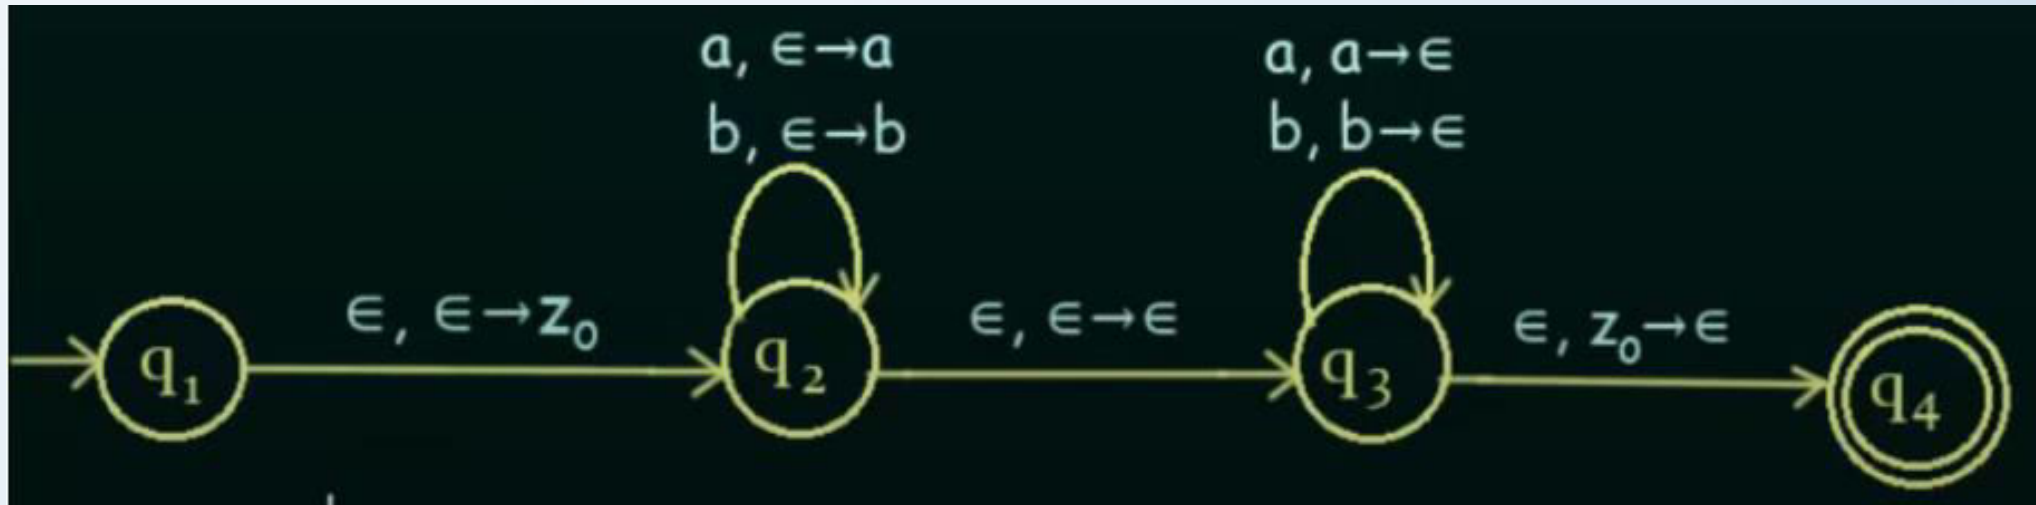 a, ∈→a
b, ∈→b
a, a→∈
b, b→∈
∈, ∈→z₀
∈, ∈→∈
∈, z₀→∈
q₁
q₂
q₃
q₄